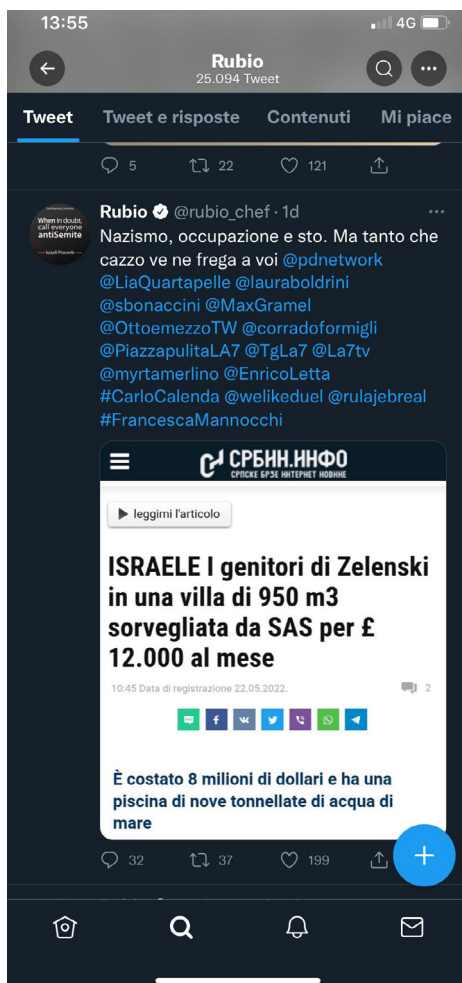 13:55
4G
Rubio
25.094 Tweet
Tweet
Tweet e risposte
Contenuti
Mi piace
5
22
121
When in doubt,
call everyone
antiSemite
Israeli Proverb
Rubio @rubio_chef · 1d
Nazismo, occupazione e sto. Ma tanto che
cazzo ve ne frega a voi @pdnetwork
@LiaQuartapelle @lauraboldrini
@sbonaccini @MaxGramel
@OttoemezzoTW @corradoformigli
@PiazzapulitaLA7 @TgLa7 @La7tv
@myrtamerlino @EnricoLetta
#CarloCalenda @welikeduel @rulajebreal
#FrancescaMannocchi
СРБИН.ИНФО
СРПСКЕ БРЗЕ ИНТЕРНЕТ НОВИНЕ
leggimi l'articolo
ISRAELE I genitori di Zelenski
in una villa di 950 m3
sorvegliata da SAS per £
12.000 al mese
10:45 Data di registrazione 22.05.2022.
2
È costato 8 milioni di dollari e ha una
piscina di nove tonnellate di acqua di
mare
32
37
199